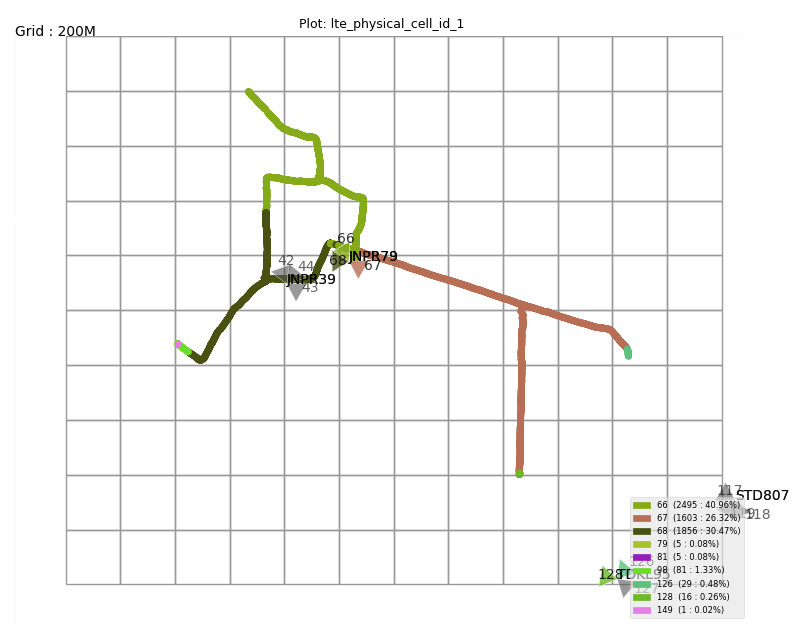 Plot: lte_physical_cell_id_1
Grid : 200M
66
JNPR79
68
67
42
44
JNPR39
43
117
STD807
118
66 (2495 : 40.96%)
67 (1603 : 26.32%)
68 (1856 : 30.47%)
79 (5 : 0.08%)
81 (5 : 0.08%)
98 (81 : 1.33%)
126 (29 : 0.48%)
128 (16 : 0.26%)
149 (1 : 0.02%)
126
128
127